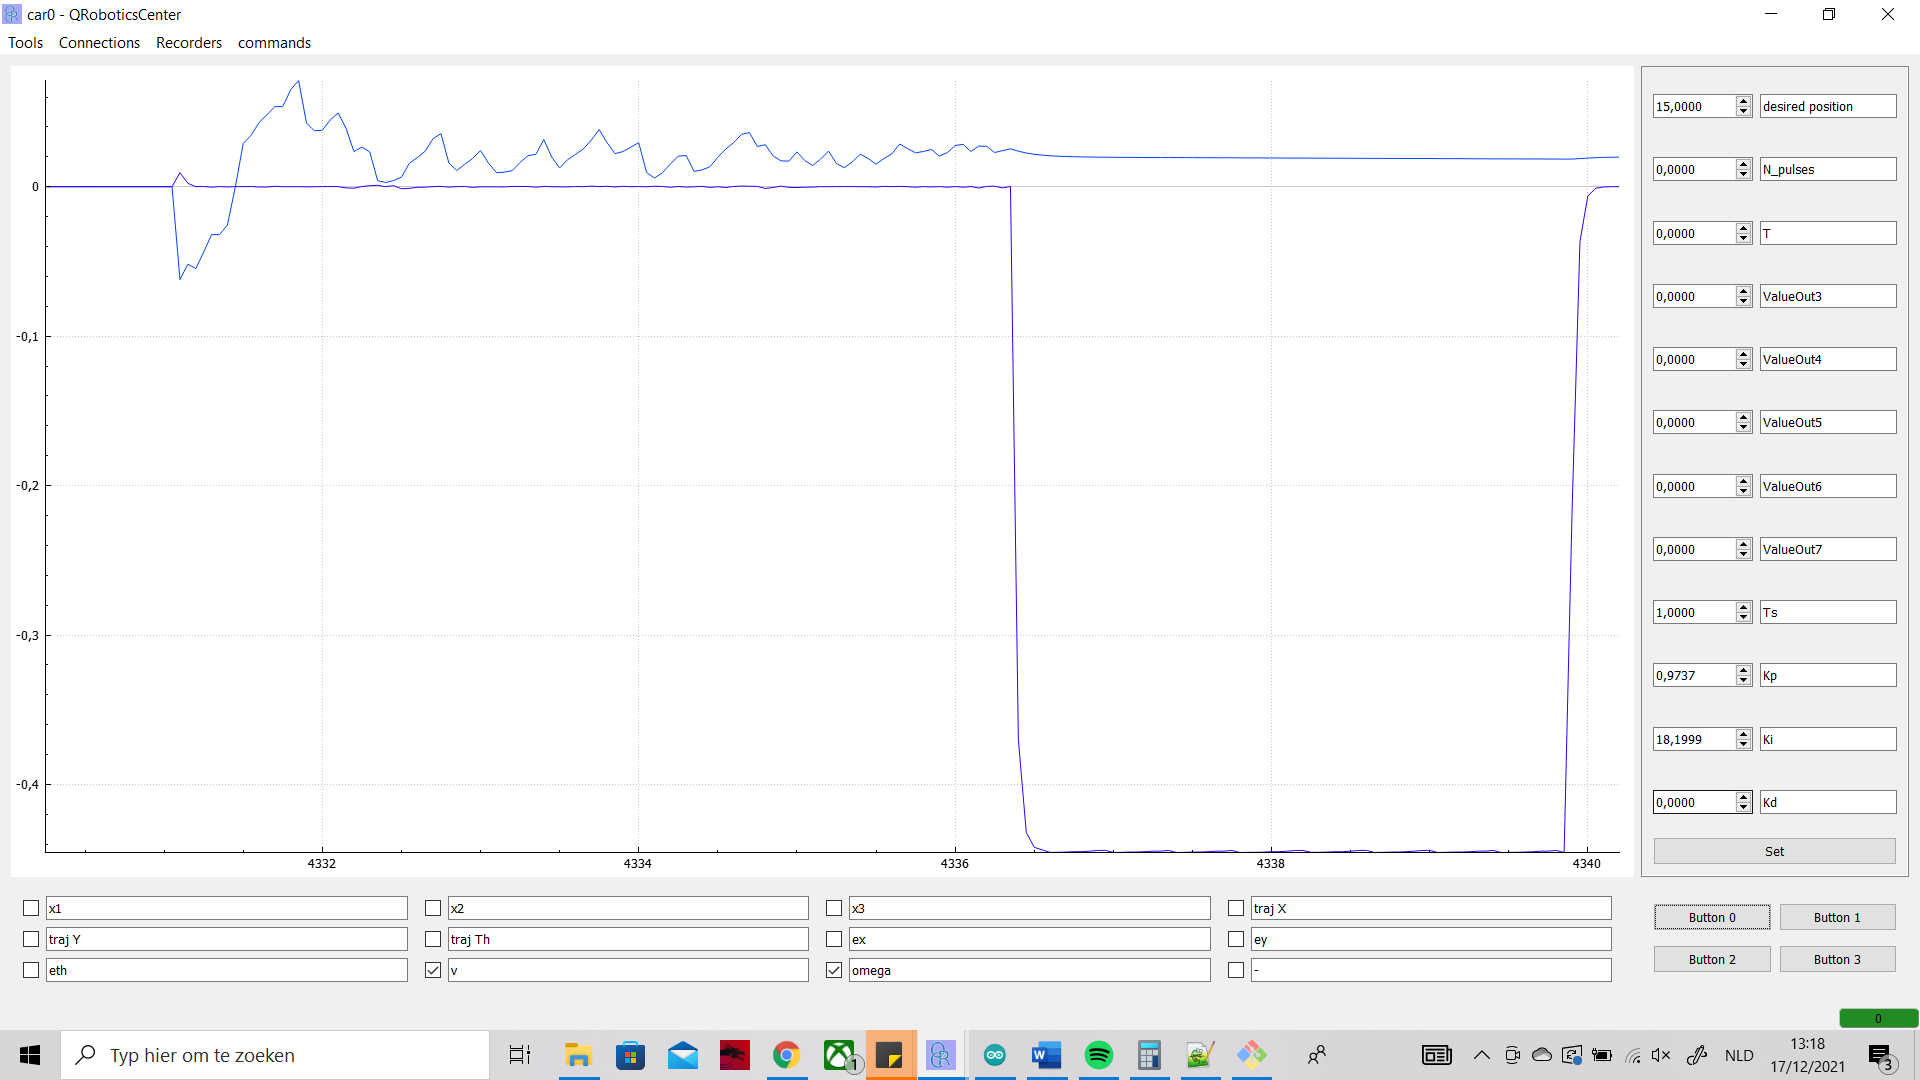 car0 - QRoboticsCenter
Tools Connections Recorders commands
0
-0,1
-0,2
-0,3
-0,4
4332 4334 4336 4338 4340
15,0000 desired position
0,0000 N_pulses
0,0000 T
0,0000 ValueOut3
0,0000 ValueOut4
0,0000 ValueOut5
0,0000 ValueOut6
0,0000 ValueOut7
1,0000 Ts
0,9737 Kp
18,1999 Ki
0,0000 Kd
Set
x1 x2 x3 traj X
traj Y traj Th ex ey
eth v omega -
Button 0 Button 1
Button 2 Button 3
0
Typ hier om te zoeken
1
NLD
13:18
17/12/2021
3